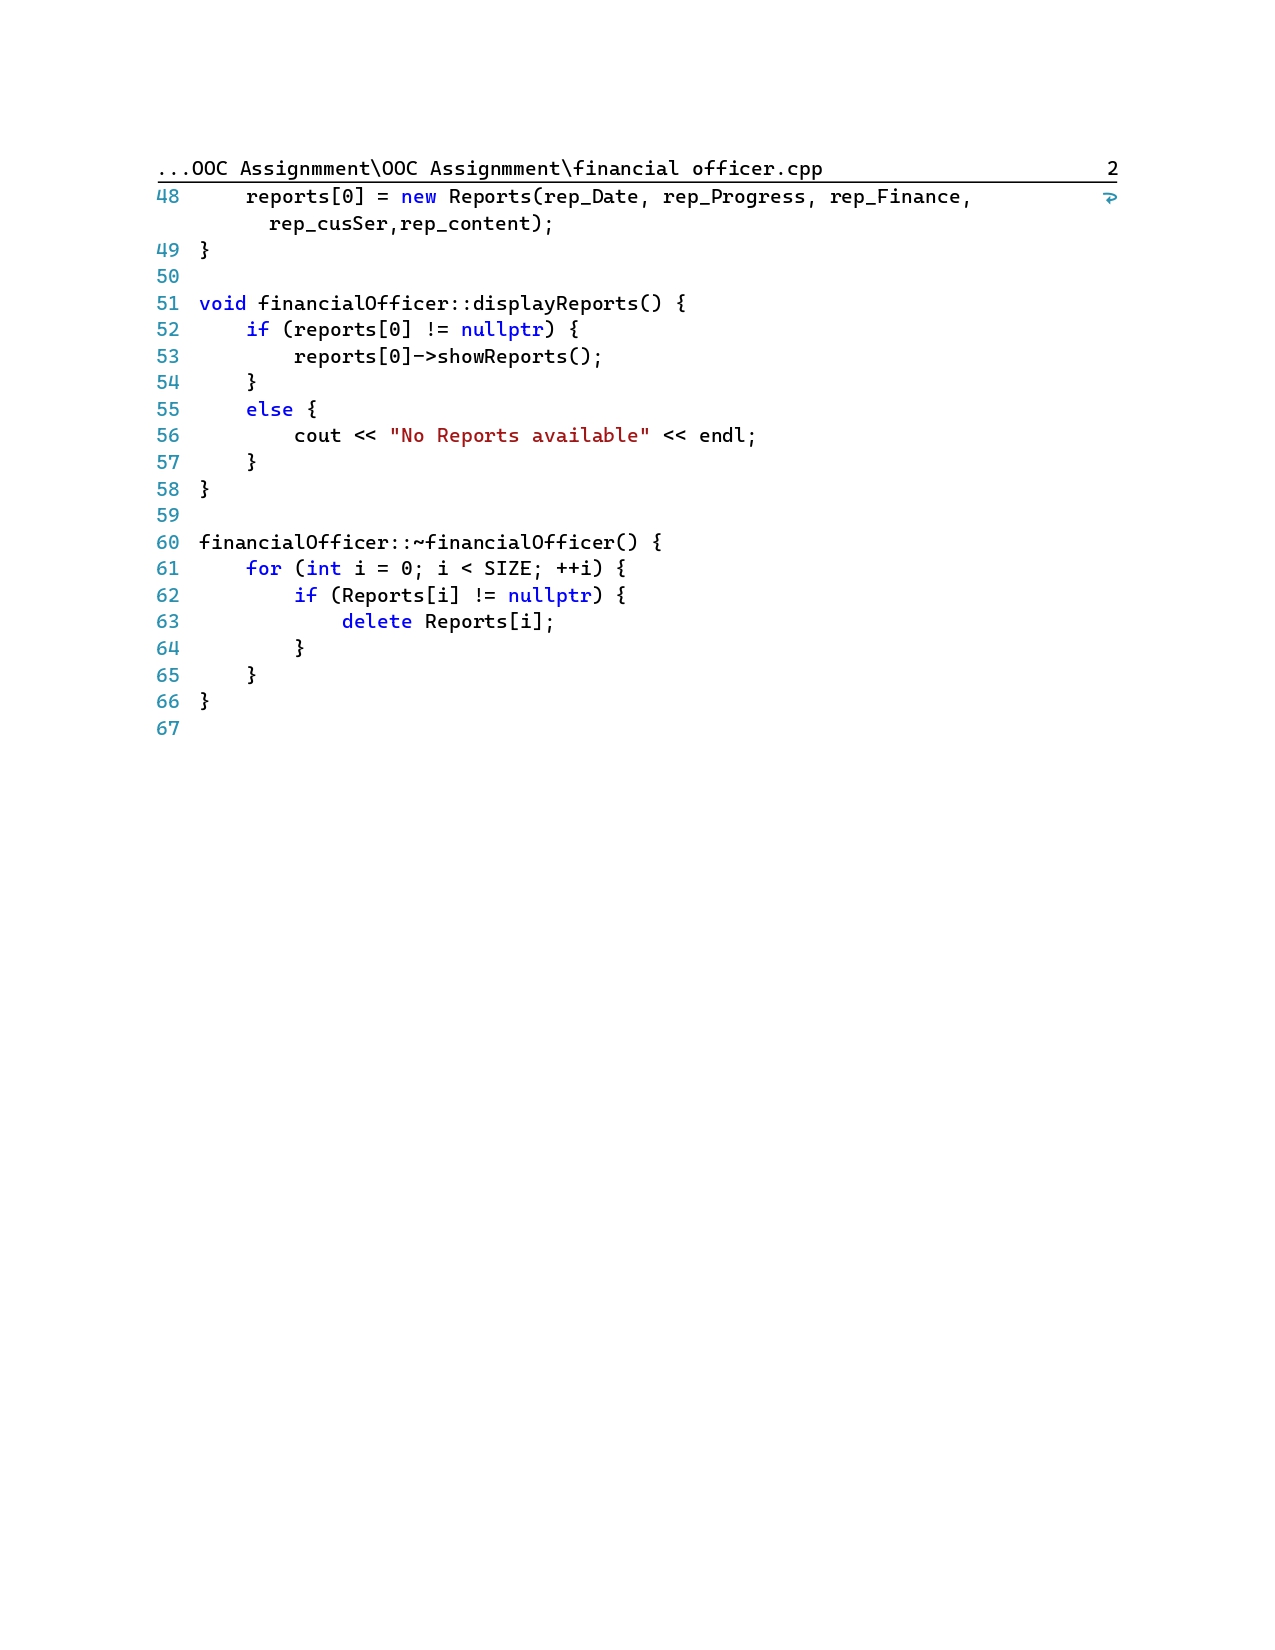 ...OOC Assignmment\OOC Assignmment\financial officer.cpp 2
48 reports[0] = new Reports(rep_Date, rep_Progress, rep_Finance,
rep_cusSer,rep_content);
49 }
50
51 void financialOfficer::displayReports() {
52 if (reports[0] != nullptr) {
53 reports[0]->showReports();
54 }
55 else {
56 cout << "No Reports available" << endl;
57 }
58 }
59
60 financialOfficer::~financialOfficer() {
61 for (int i = 0; i < SIZE; ++i) {
62 if (Reports[i] != nullptr) {
63 delete Reports[i];
64 }
65 }
66 }
67